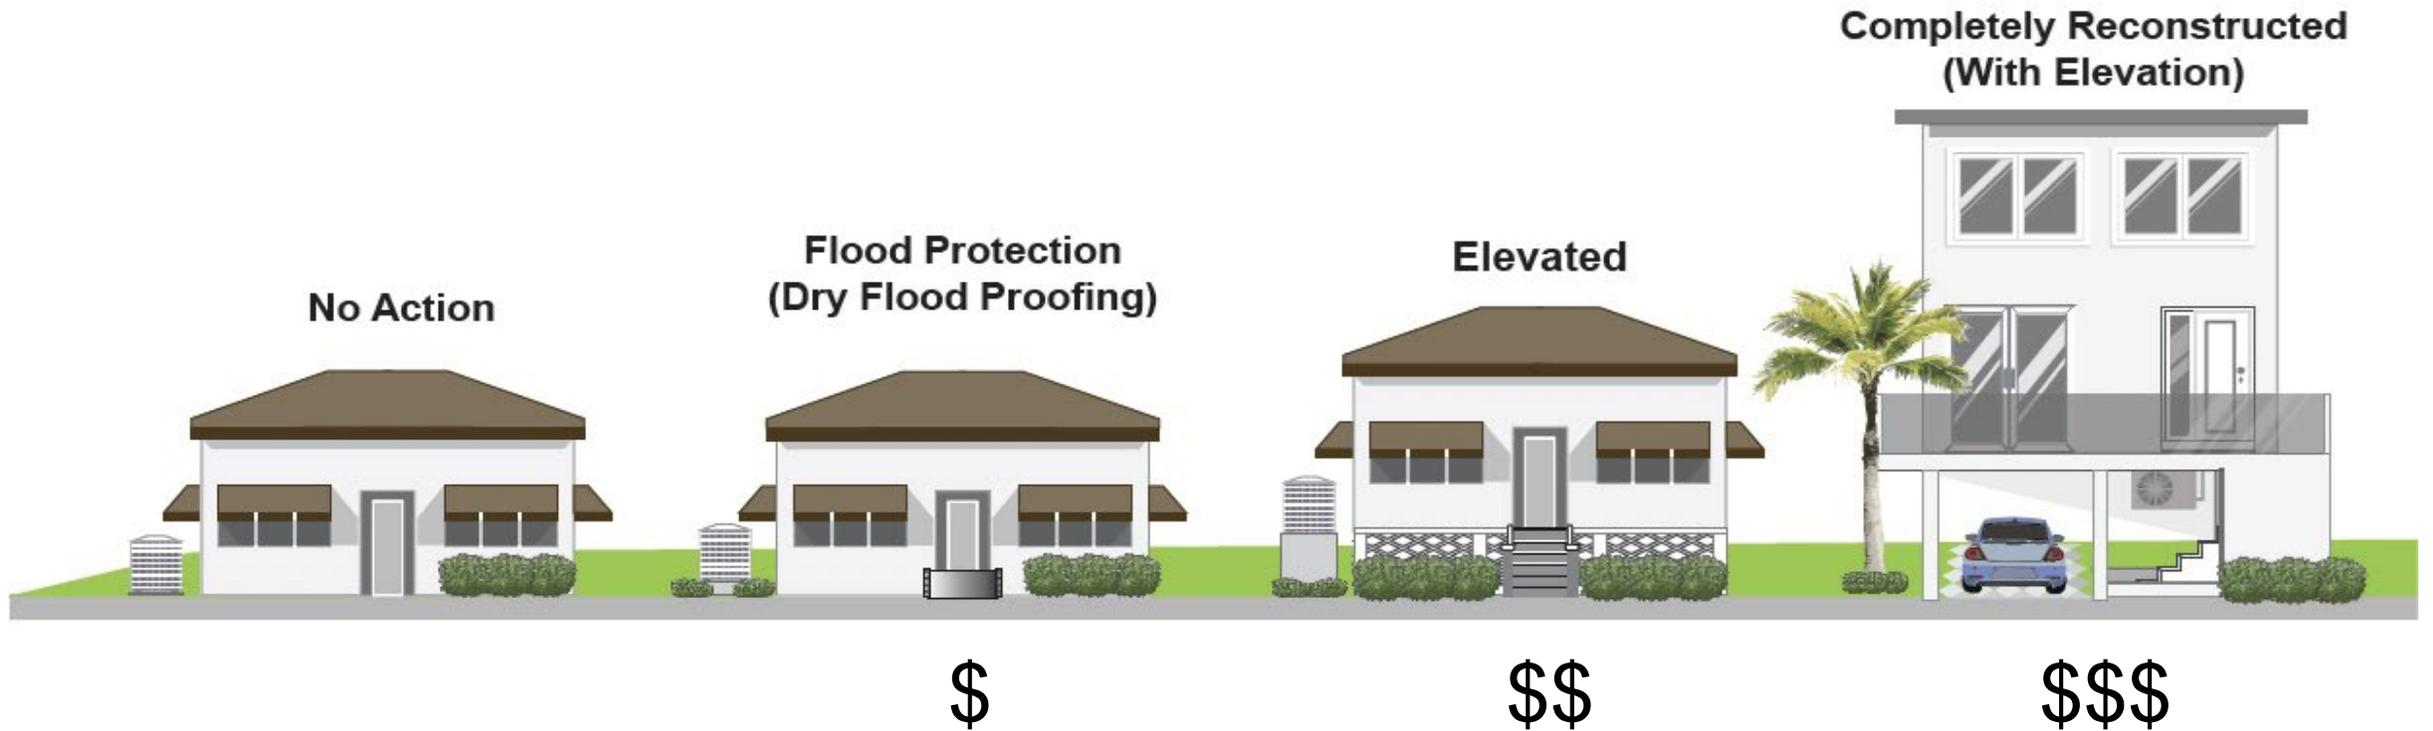 No Action
Flood Protection
(Dry Flood Proofing)
Elevated
Completely Reconstructed
(With Elevation)
$
$$
$$$